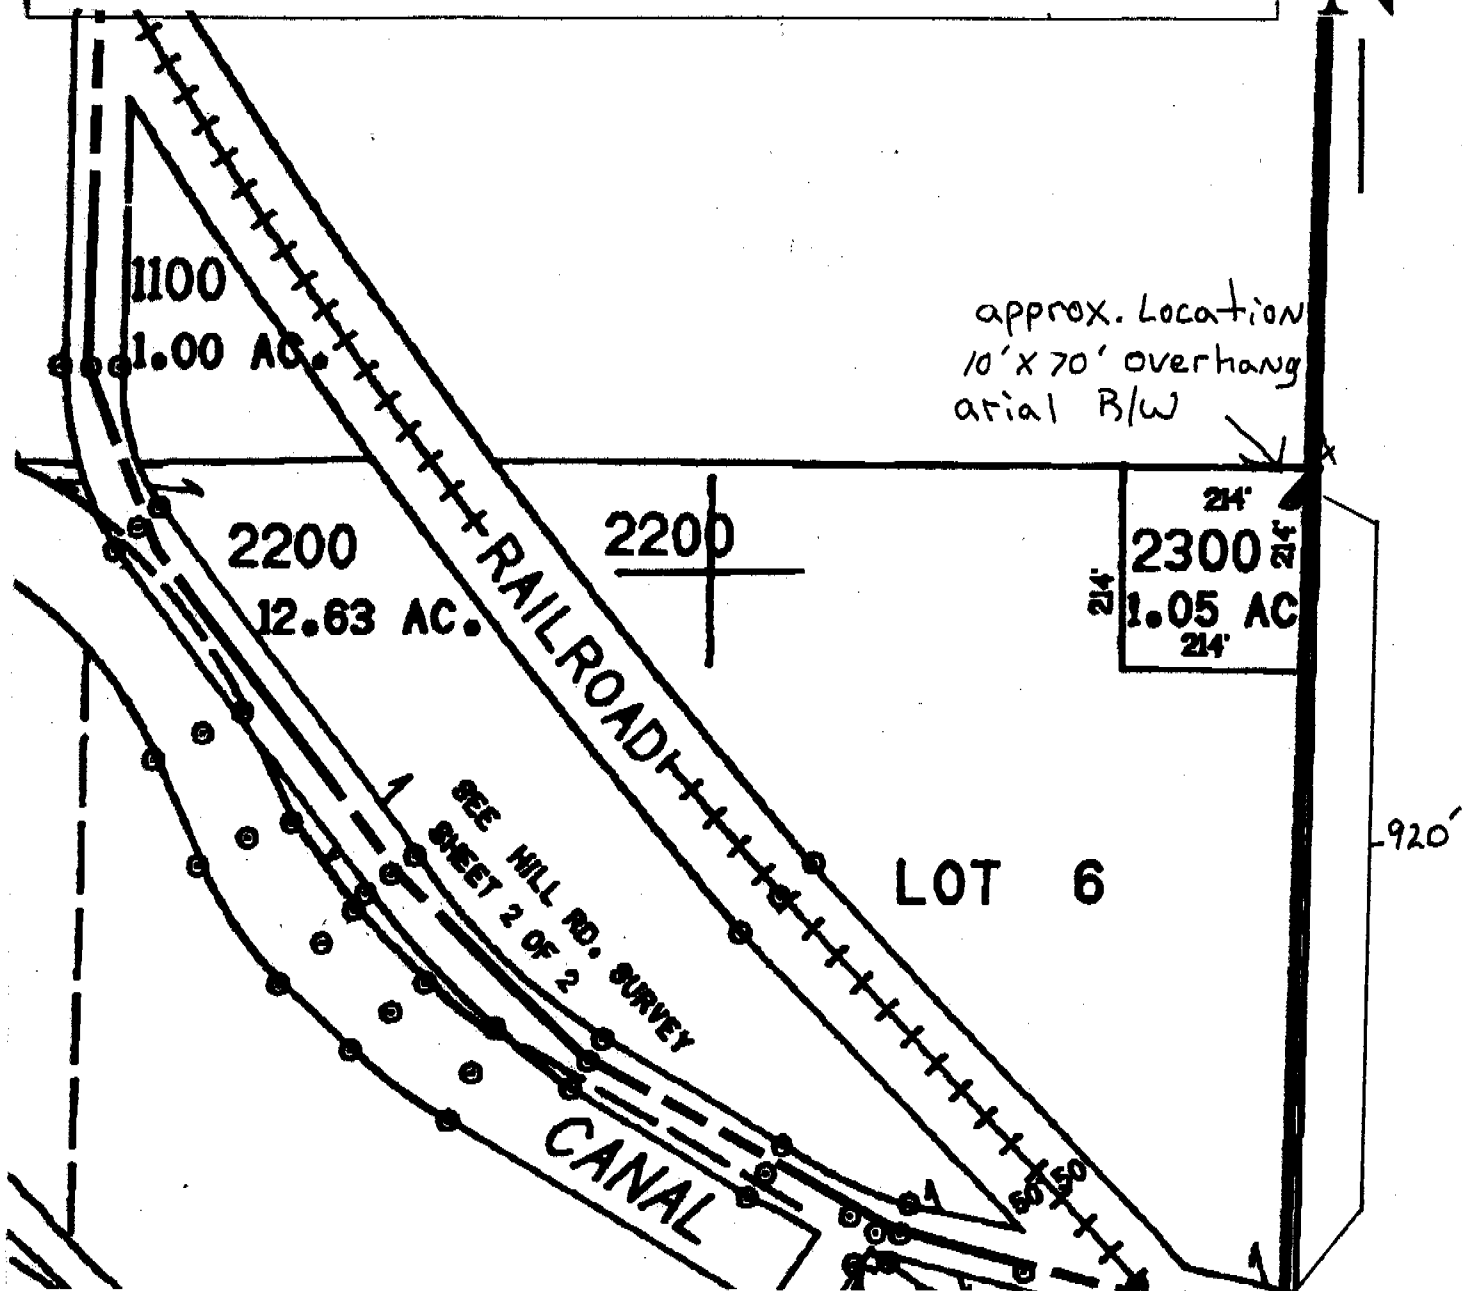 N
1100
1.00 AC.
approx. Location
10' x 70' overhang
arial R/W
x
2200
12.63 AC.
2200
214'
2300
214'
214'
1.05 AC
214'
RAILROAD
920'
SEE HILL RD. SURVEY
SHEET 2 OF 2
LOT 6
CANAL
50
50